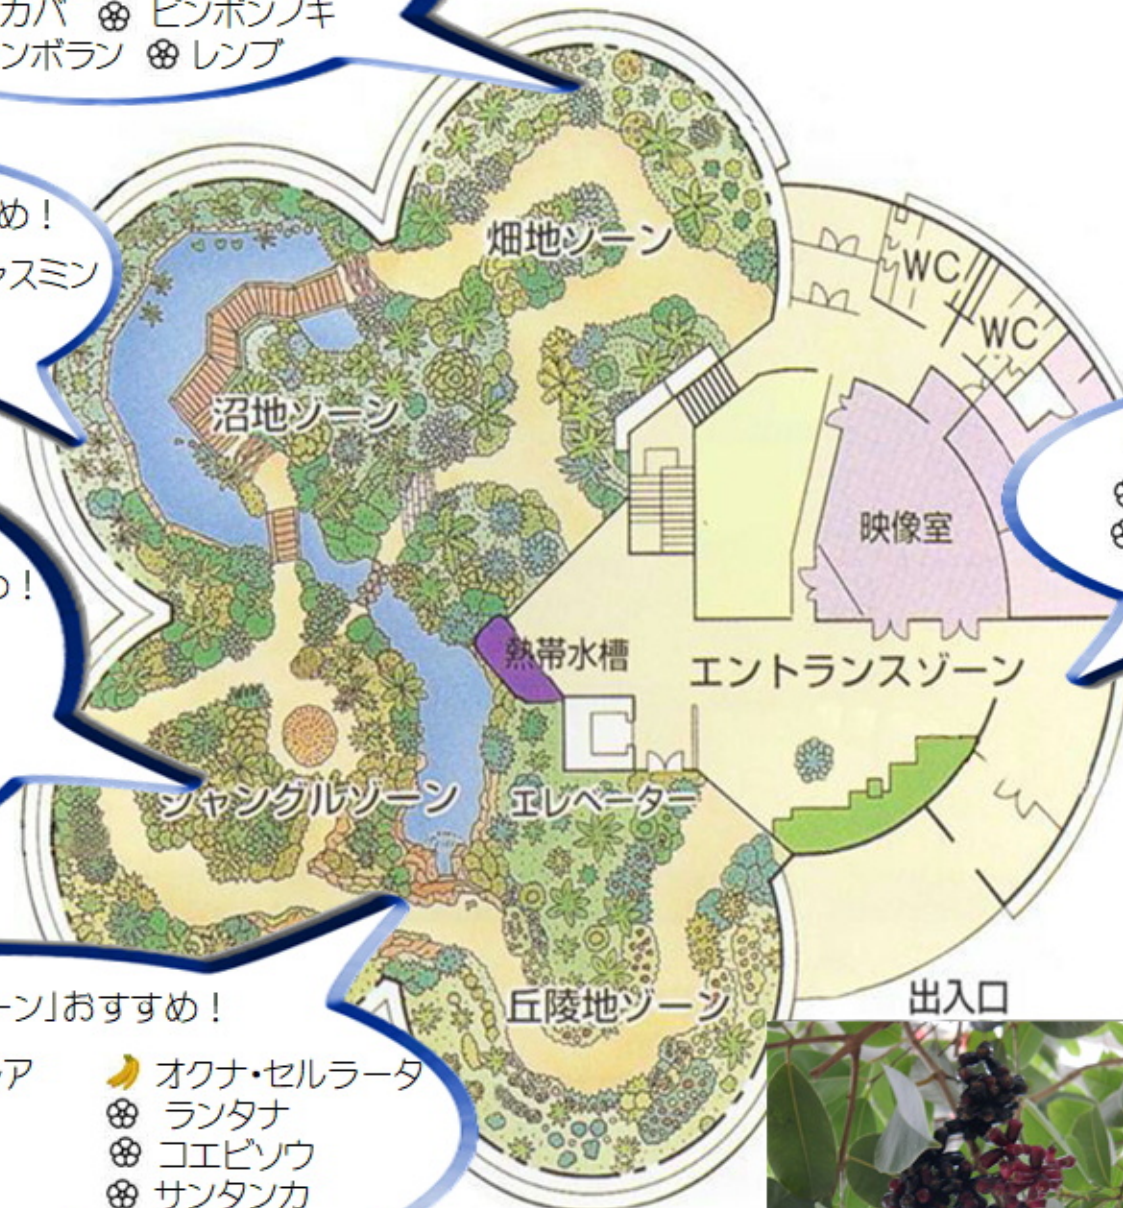 カバ ピンポンノキ
ンボラン レンブ
め！
ャスミン
畑地ゾーン
WC
WC
沼地ゾーン
映像室
め！
熱帯水槽
エントランスゾーン
ジャングルゾーン
エレベーター
丘陵地ゾーン
出入口
ーン」おすすめ！
ア オクナ・セルラータ
ランタナ
コエビソウ
サンタンカ